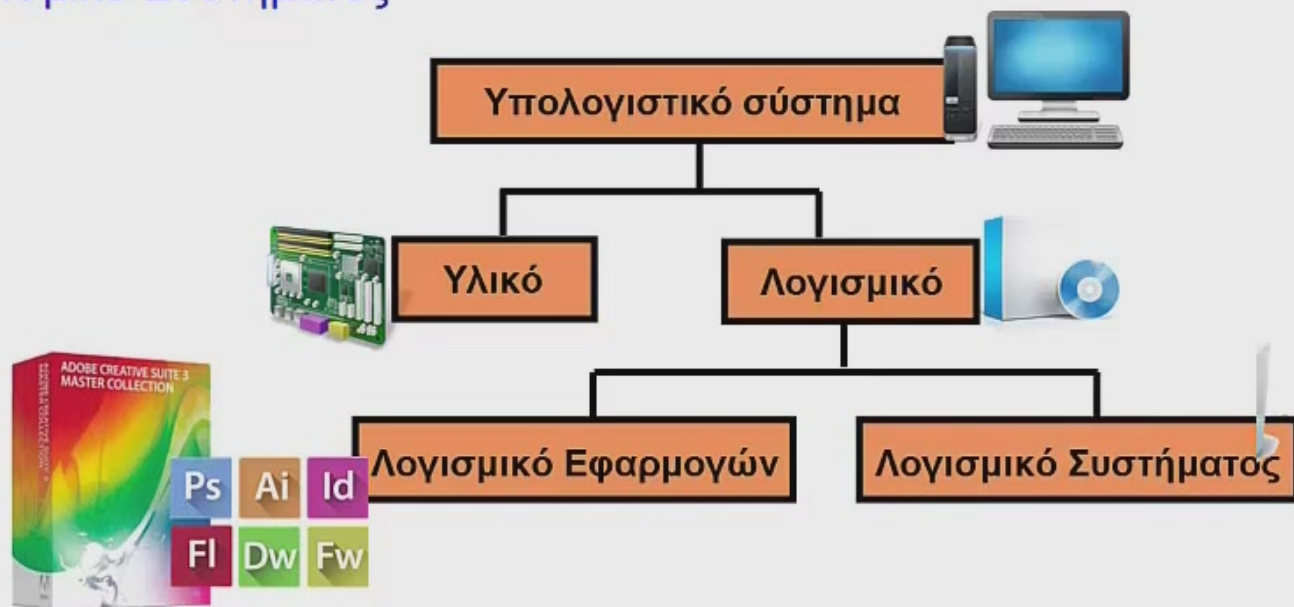 Υπολογιστικό σύστημα
Υλικό
Λογισμικό
ADOBE CREATIVE SUITE 3
MASTER COLLECTION
Λογισμικό Εφαρμογών
Λογισμικό Συστήματος
Ps Ai Id
Fl Dw Fw